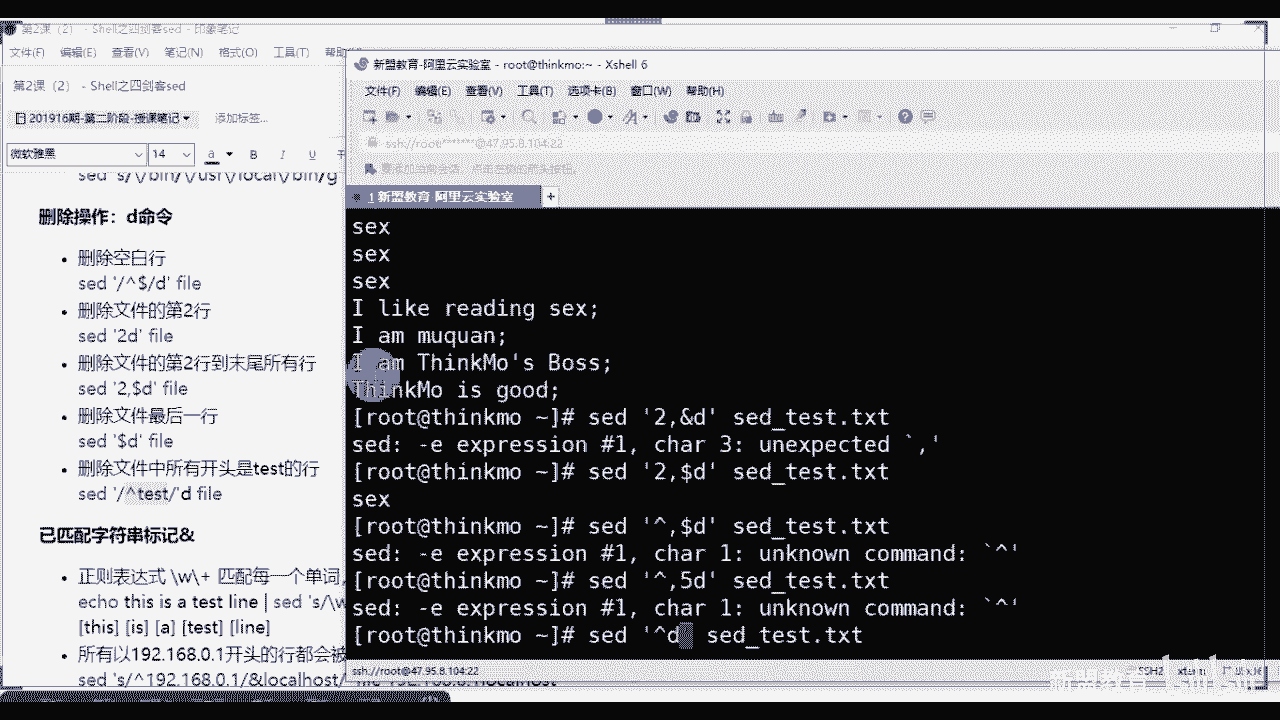 第2课（2） - Shell之四剑客sed - 印象笔记
文件(F) 编辑(E) 查看(V) 笔记(N) 格式(O) 工具(T) 帮助
第2课（2） - Shell之四剑客sed
201916期-第二阶段-授课笔记 添加标签...
微软雅黑 14 a B I U
sed 's/\/bin/\/usr\/local\/bin/g
删除操作：d命令
删除空白行
sed '/^$/d' file
删除文件的第2行
sed '2d' file
删除文件的第2行到末尾所有行
sed '2,$d' file
删除文件最后一行
sed '$d' file
删除文件中所有开头是test的行
sed '/^test/'d file
已匹配字符串标记&
正则表达式 \w\+ 匹配每一个单词,
echo this is a test line | sed 's/\w
[this] [is] [a] [test] [line]
所有以192.168.0.1开头的行都会被
sed 's/^192.168.0.1/&localhost/
新盟教育-阿里云实验室 - root@thinkmo:~ - Xshell 6
文件(F) 编辑(E) 查看(V) 工具(T) 选项卡(B) 窗口(W) 帮助(H)
ssh://root:*******@47.95.8.104:22
要添加当前会话，点击左侧的箭头按钮。
1 新盟教育-阿里云实验室 +
sex
sex
sex
I like reading sex;
I am muquan;
I am ThinkMo's Boss;
ThinkMo is good;
[root@thinkmo ~]# sed '2,&d' sed_test.txt
sed: -e expression #1, char 3: unexpected `,'
[root@thinkmo ~]# sed '2,$d' sed_test.txt
sex
[root@thinkmo ~]# sed '^,$d' sed_test.txt
sed: -e expression #1, char 1: unknown command: `^'
[root@thinkmo ~]# sed '^,5d' sed_test.txt
sed: -e expression #1, char 1: unknown command: `^'
[root@thinkmo ~]# sed '^d sed_test.txt
ssh://root@47.95.8.104:22 SSH2
新盟教育